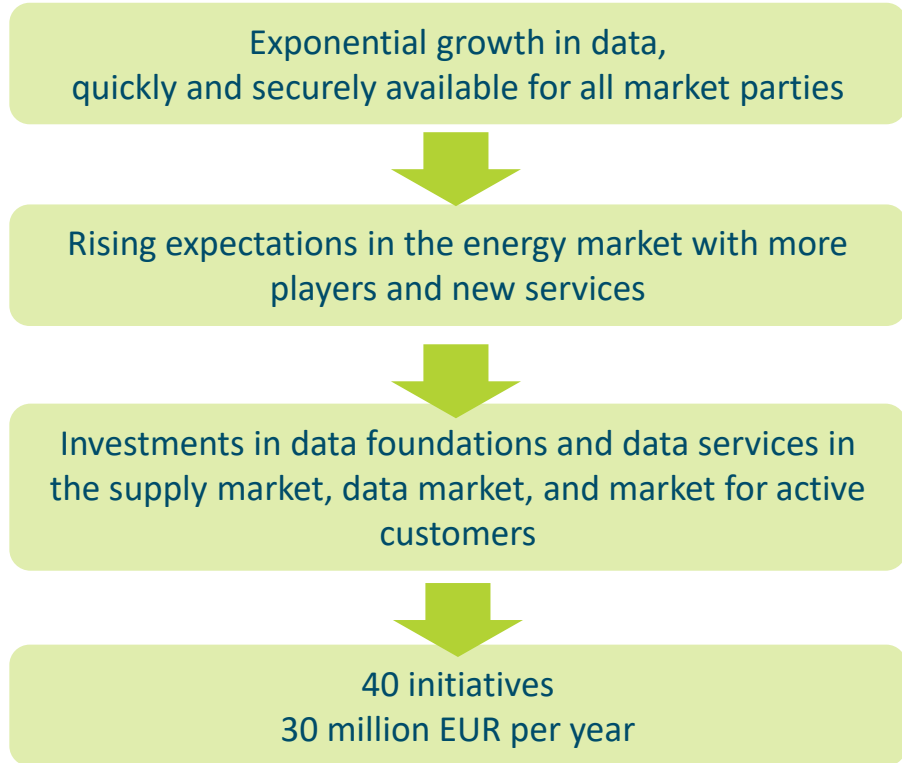 Exponential growth in data,
quickly and securely available for all market parties
Rising expectations in the energy market with more
players and new services
Investments in data foundations and data services in
the supply market, data market, and market for active
customers
40 initiatives
30 million EUR per year